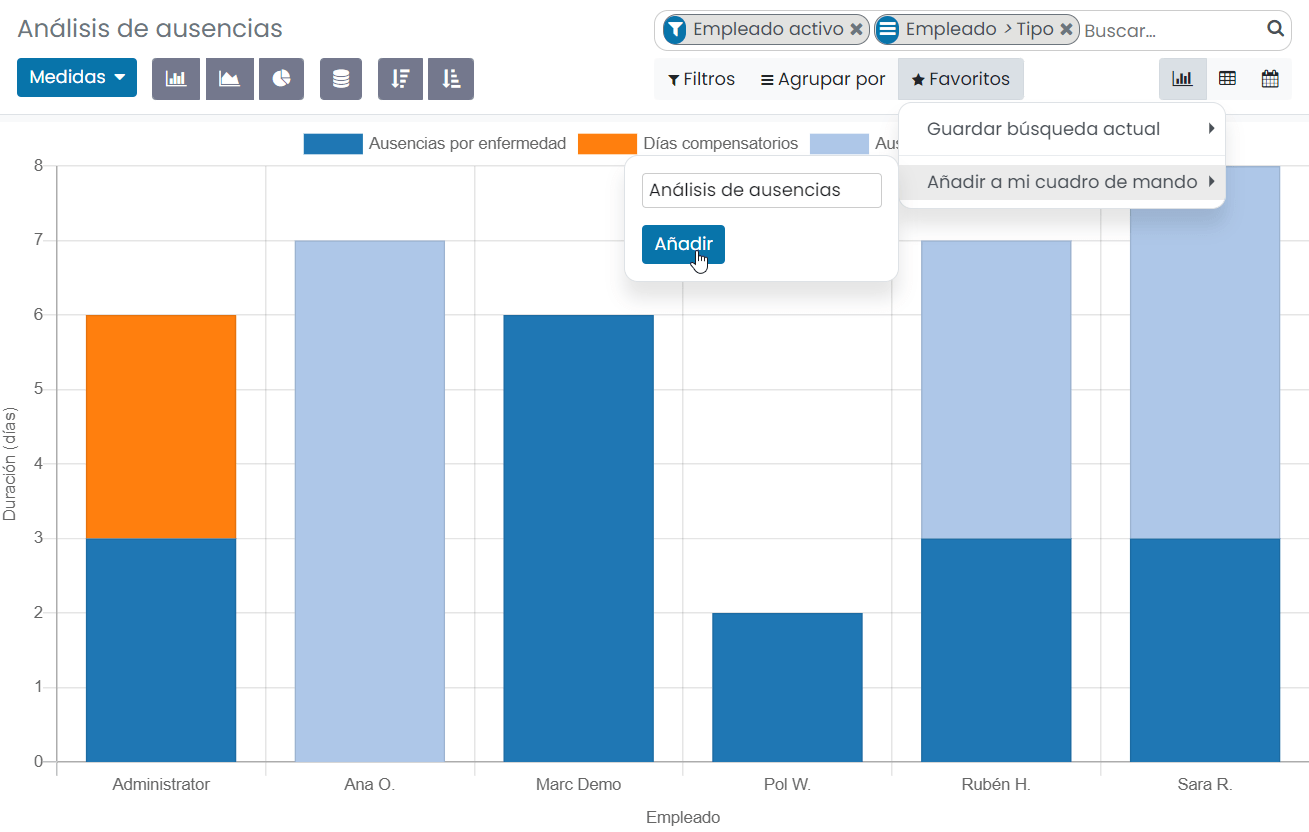 Análisis de ausencias
Empleado activo
Empleado > Tipo
Buscar...
Medidas
Filtros
Agrupar por
Favoritos
Guardar búsqueda actual
Añadir a mi cuadro de mando
Análisis de ausencias
Añadir
Ausencias por enfermedad
Días compensatorios
8
7
6
5
4
3
2
1
0
Duración (días)
Administrator
Ana O.
Marc Demo
Pol W.
Rubén H.
Sara R.
Empleado